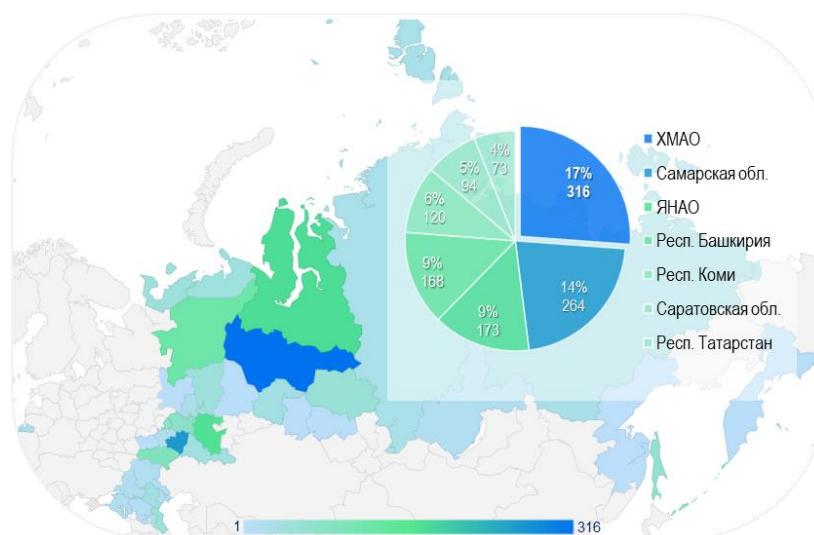 17%
316
14%
264
9%
173
9%
168
6%
120
5%
94
4%
73
ХМАО
Самарская обл.
ЯНАО
Респ. Башкирия
Респ. Коми
Саратовская обл.
Респ. Татарстан
1
316